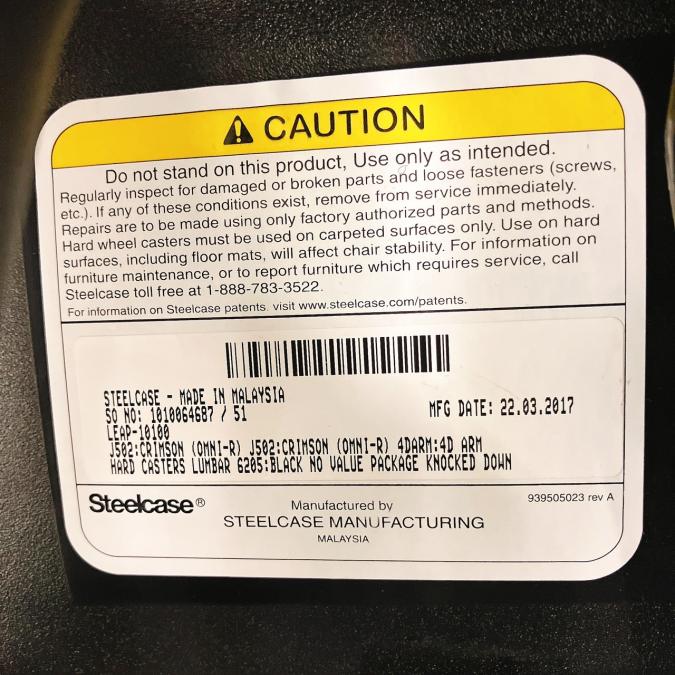 CAUTION
Do not stand on this product, Use only as intended.
Regularly inspect for damaged or broken parts and loose fasteners (screws,
etc.). If any of these conditions exist, remove from service immediately.
Repairs are to be made using only factory authorized parts and methods.
Hard wheel casters must be used on carpeted surfaces only. Use on hard
surfaces, including floor mats, will affect chair stability. For information on
furniture maintenance, or to report furniture which requires service, call
Steelcase toll free at 1-888-783-3522.
For information on Steelcase patents. visit www.steelcase.com/patents.
STEELCASE - MADE IN MALAYSIA
SO NO: 1010064687 / 51 MFG DATE: 22.03.2017
LEAP-10100
J502:CRIMSON (OMNI-R) J502:CRIMSON (OMNI-R) 4DARM:4D ARM
HARD CASTERS LUMBAR 6205:BLACK NO VALUE PACKAGE KNOCKED DOWN
Steelcase® 939505023 rev A
Manufactured by
STEELCASE MANUFACTURING
MALAYSIA